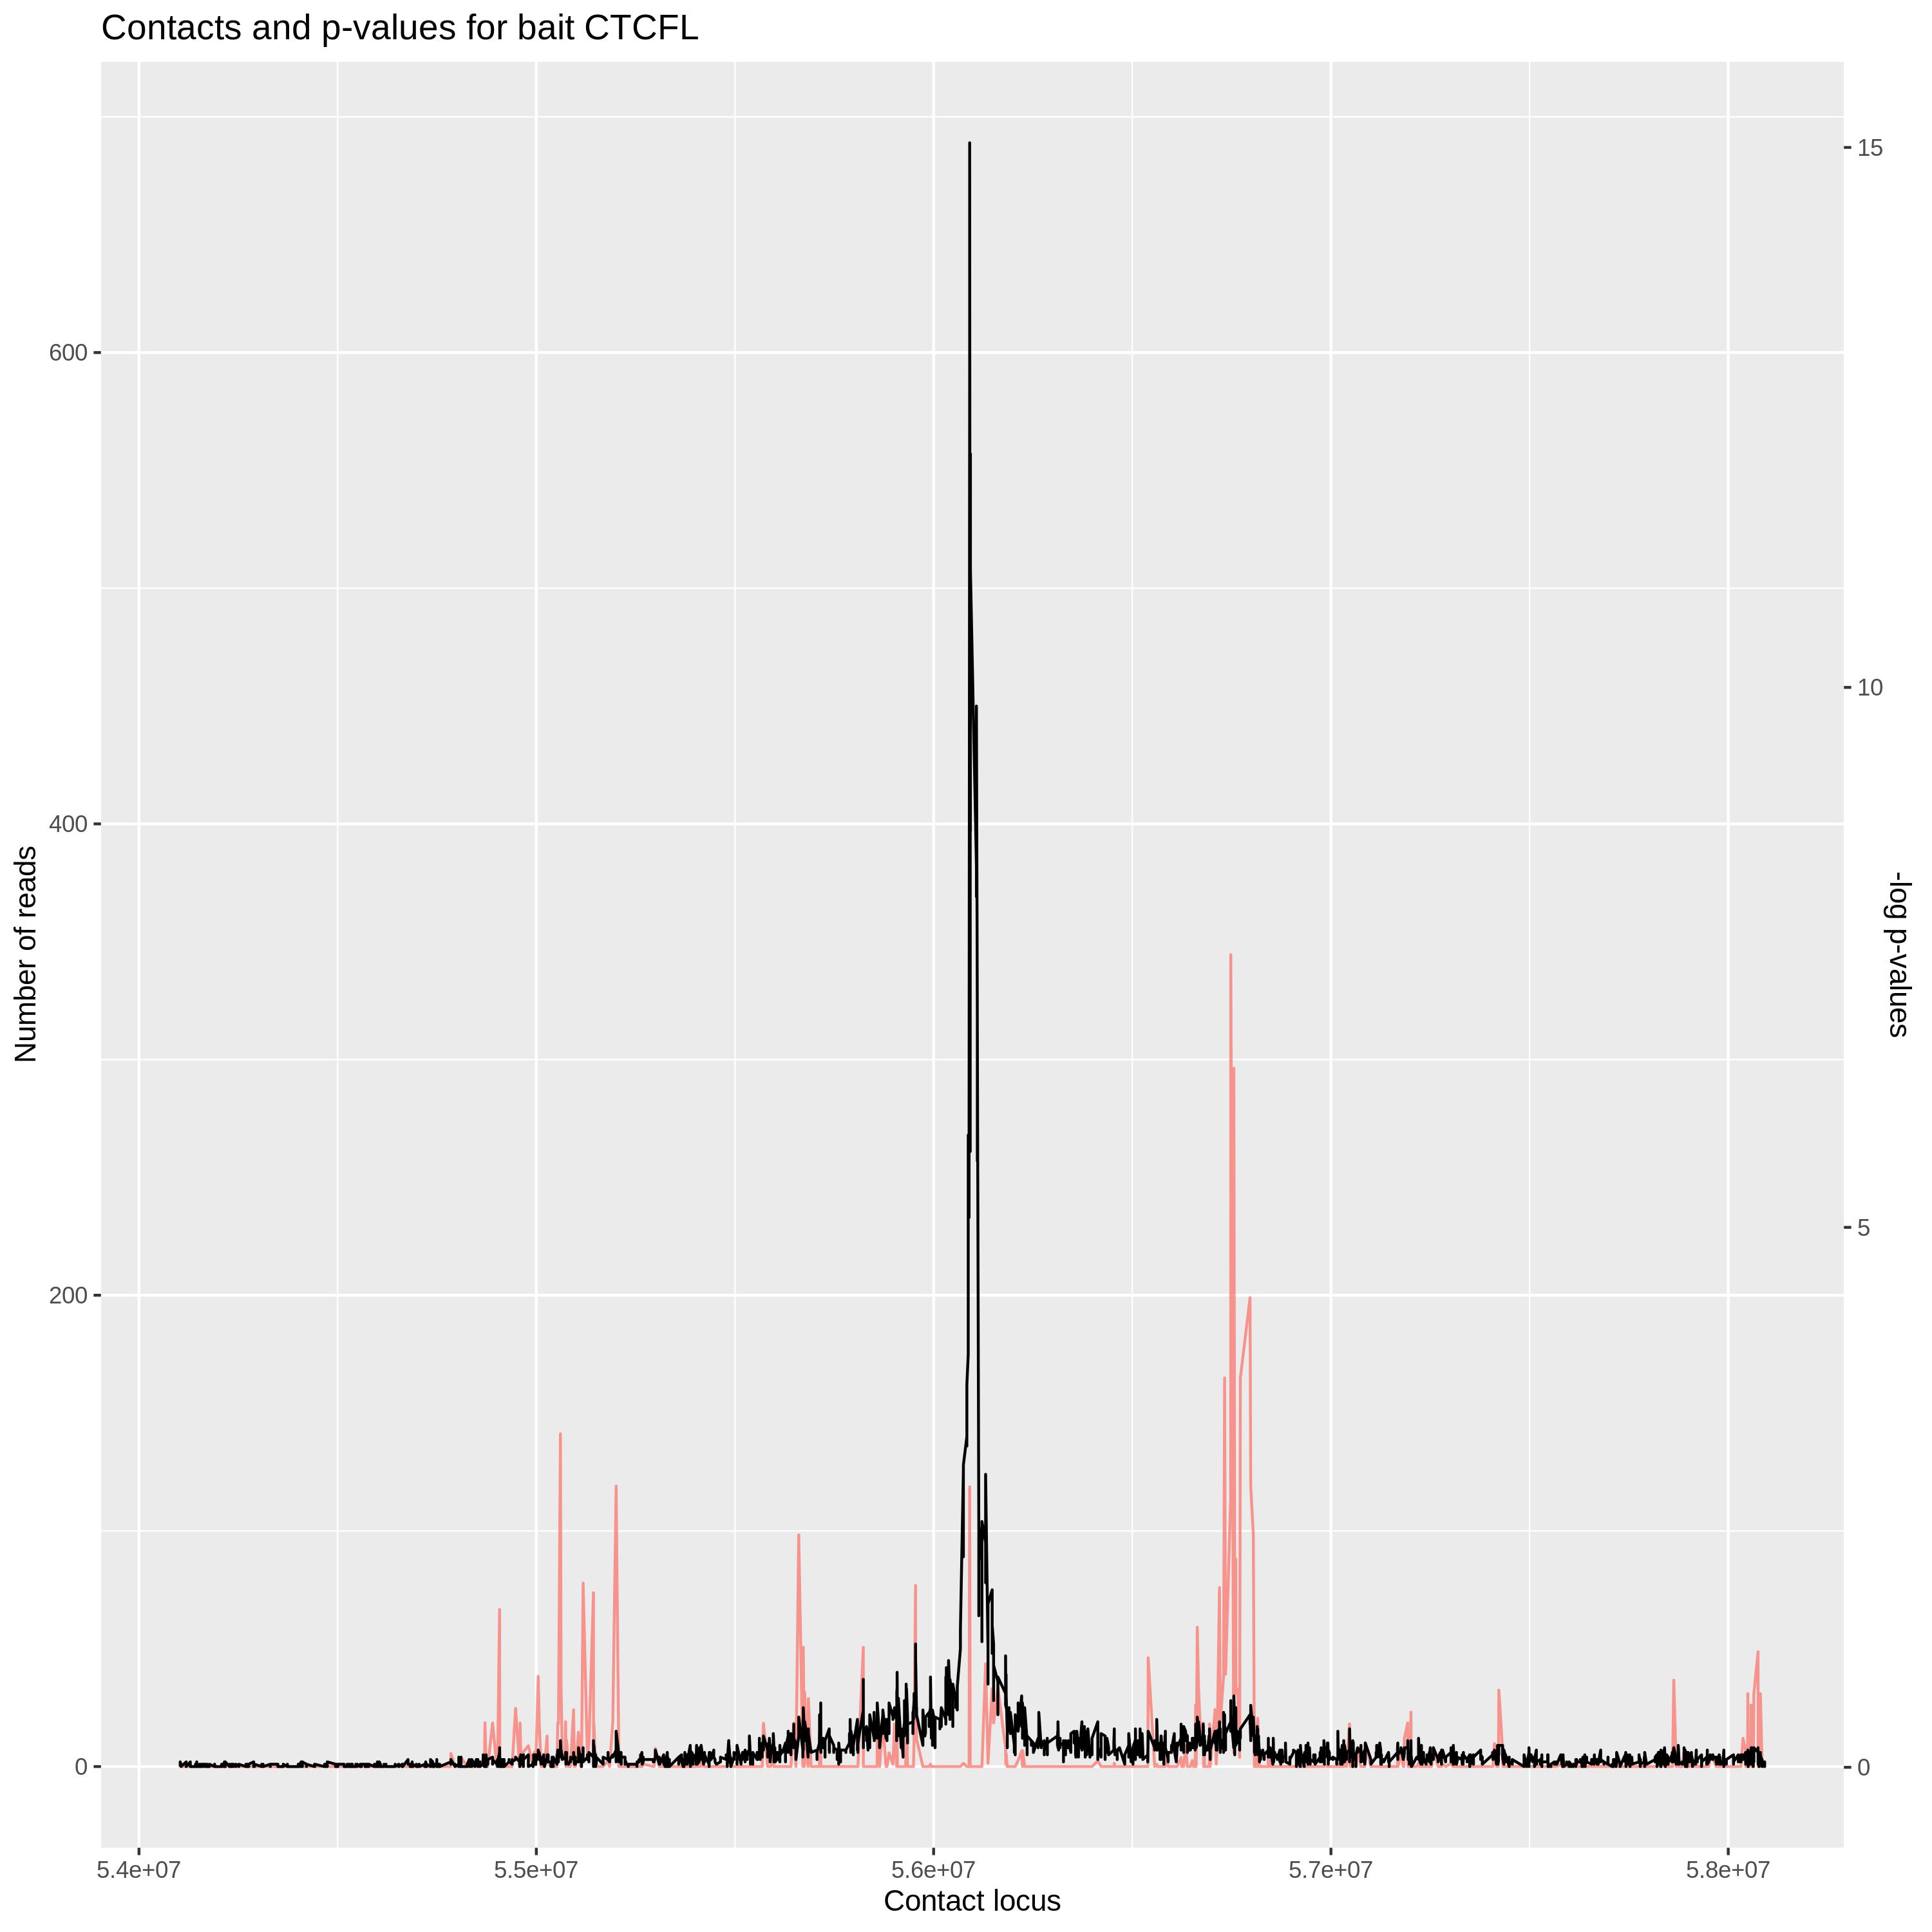 Contacts and p-values for bait CTCFL
600
400
200
0
Number of reads
15
10
5
0
-log p-values
5.4e+07
5.5e+07
5.6e+07
5.7e+07
5.8e+07
Contact locus